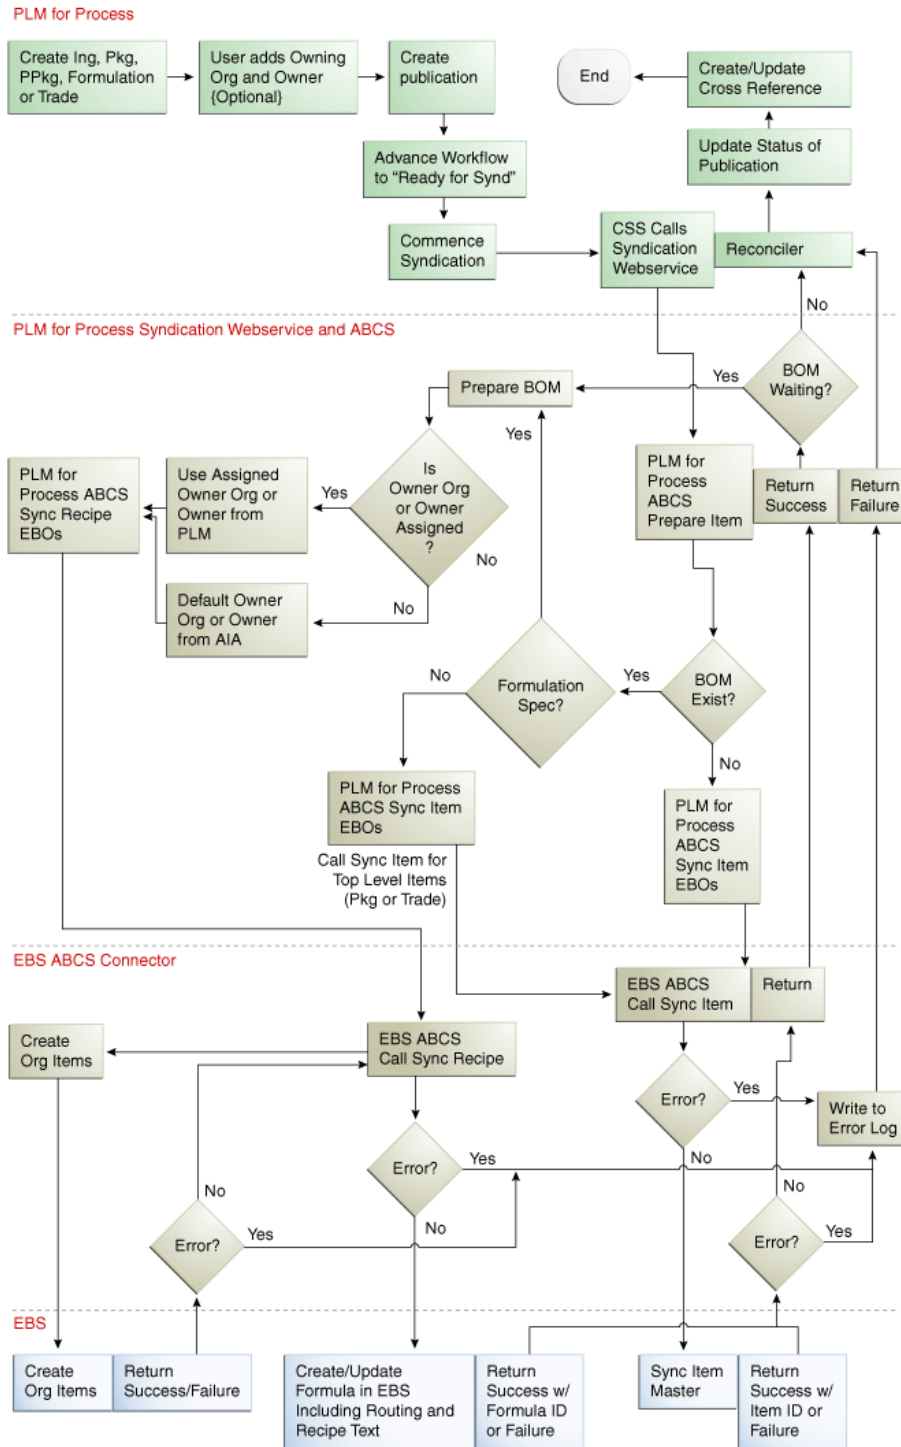 PLM for Process
Create Ing, Pkg,
PPkg, Formulation
or Trade
User adds Owning
Org and Owner
{Optional}
Create
publication
End
Create/Update
Cross Reference
Advance Workflow
to “Ready for Synd”
Update Status of
Publication
Commence
Syndication
CSS Calls
Syndication
Webservice
Reconciler
No
PLM for Process Syndication Webservice and ABCS
Prepare BOM
Yes
BOM
Waiting?
Yes
PLM for
Process ABCS
Sync Recipe
EBOs
Use Assigned
Owner Org or
Owner from
PLM
Yes
Is
Owner Org
or Owner
Assigned
?
No
PLM for
Process
ABCS
Prepare Item
Return
Success
Return
Failure
Default Owner
Org or Owner
from AIA
No
No
Formulation
Spec?
Yes
BOM
Exist?
No
PLM for Process
ABCS Sync Item
EBOs
Call Sync Item for
Top Level Items
(Pkg or Trade)
PLM for
Process
ABCS
Sync Item
EBOs
EBS ABCS Connector
EBS ABCS
Call Sync Item
Return
Create
Org Items
EBS ABCS
Call Sync Recipe
Error?
Yes
Write to
Error Log
No
Error?
Yes
No
No
Error?
Yes
No
Error?
Yes
EBS
Create
Org Items
Return
Success/Failure
Create/Update
Formula in EBS
Including Routing and
Recipe Text
Return
Success w/
Formula ID
or Failure
Sync Item
Master
Return
Success w/
Item ID or
Failure